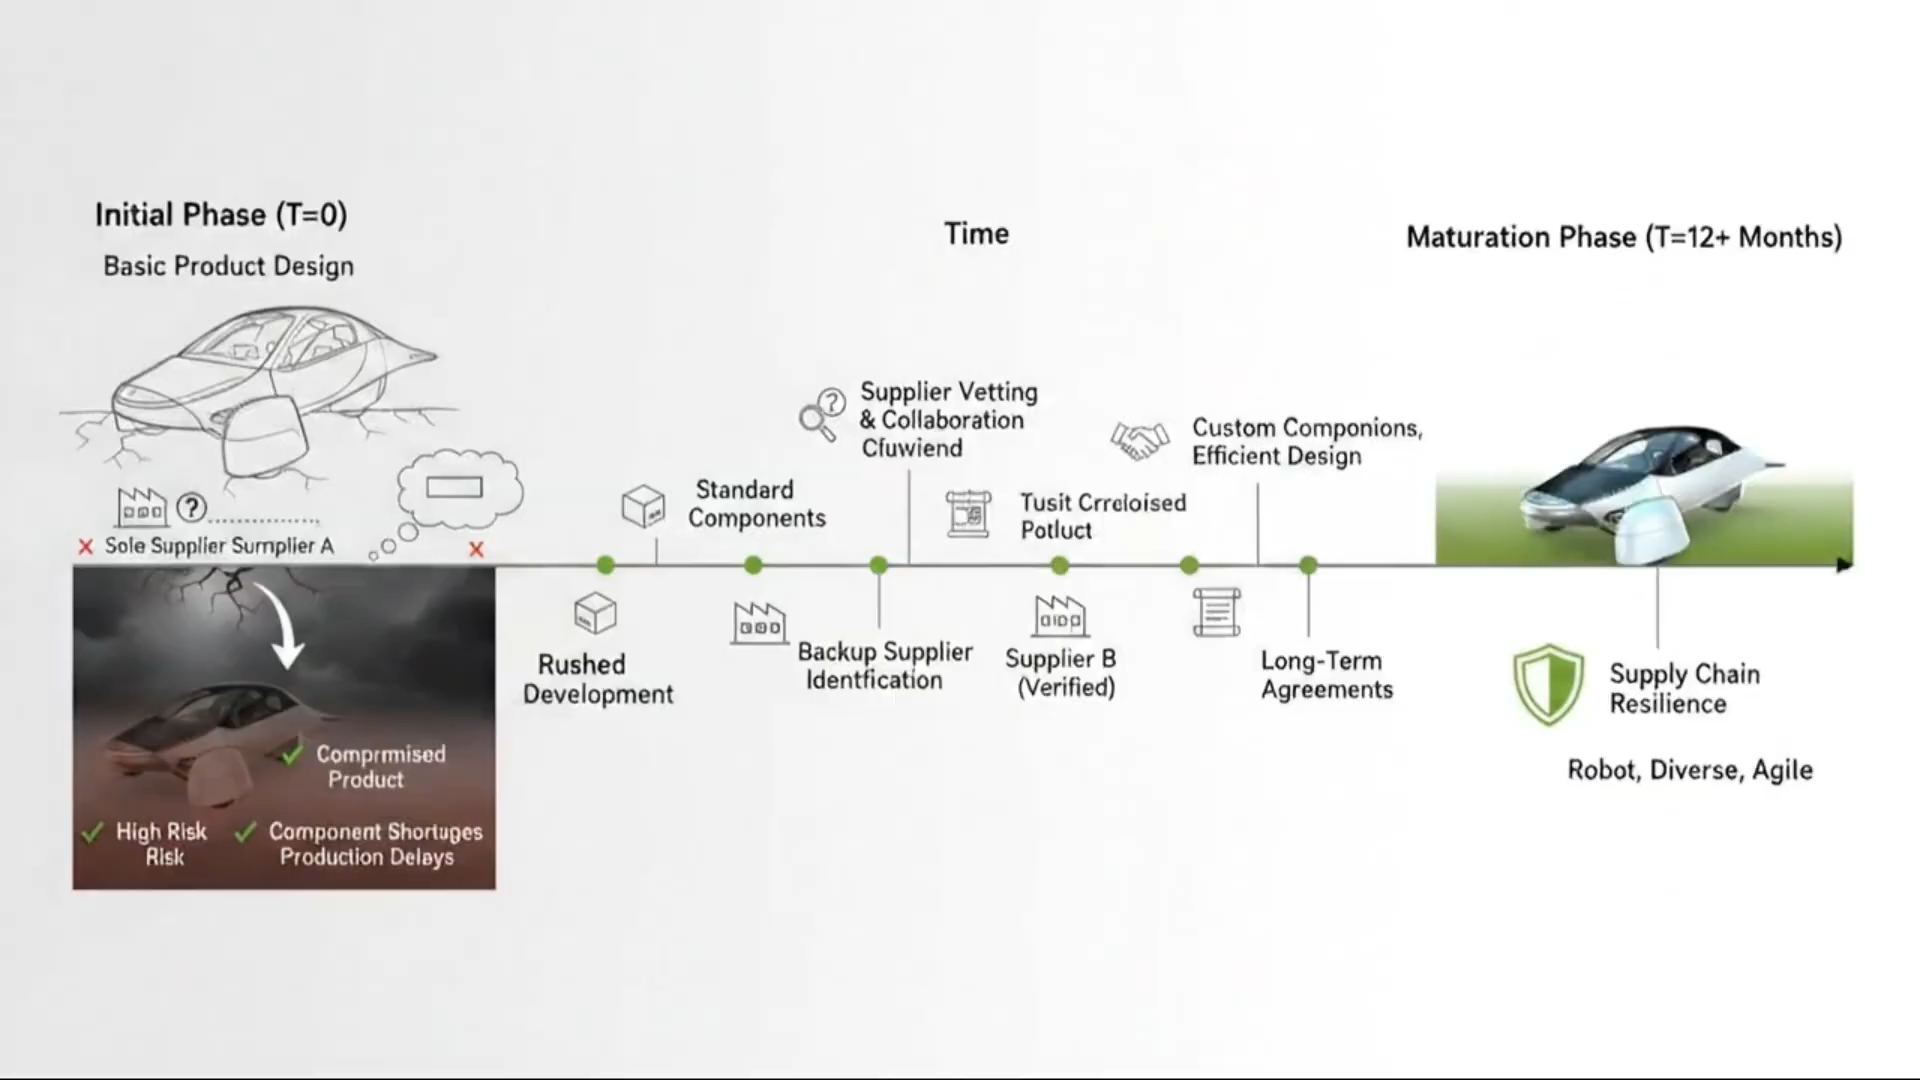 Initial Phase (T=0)
Basic Product Design
Sole Supplier Sumplier A
Comprmised
Product
High Risk
Risk
Component Shortuges
Production Delays
Time
Rushed
Development
Standard
Components
Supplier Vetting
& Collaboration
Cfuwiend
Backup Supplier
Identfication
Tusit Crreloised
Potluct
Supplier B
(Verified)
Custom Componions,
Efficient Design
Long-Term
Agreements
Maturation Phase (T=12+ Months)
Supply Chain
Resilience
Robot, Diverse, Agile